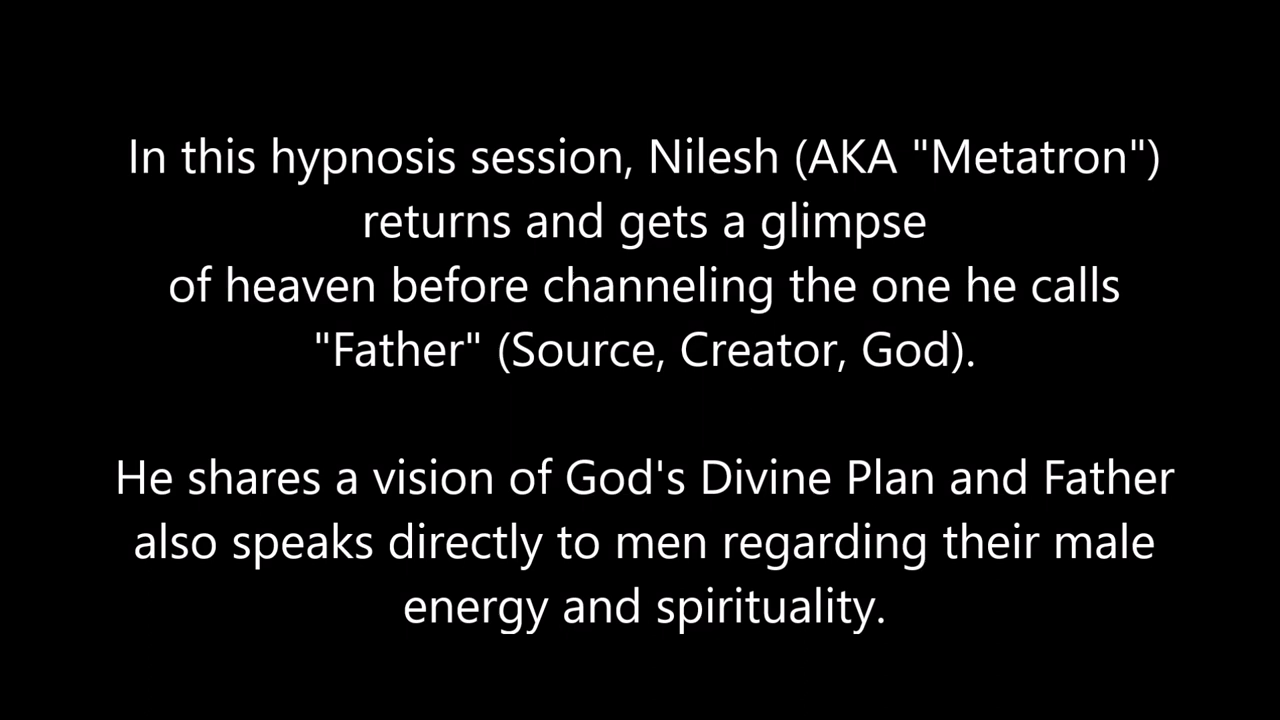 In this hypnosis session, Nilesh (AKA "Metatron")
returns and gets a glimpse
of heaven before channeling the one he calls
"Father" (Source, Creator, God).
He shares a vision of God's Divine Plan and Father
also speaks directly to men regarding their male
energy and spirituality.